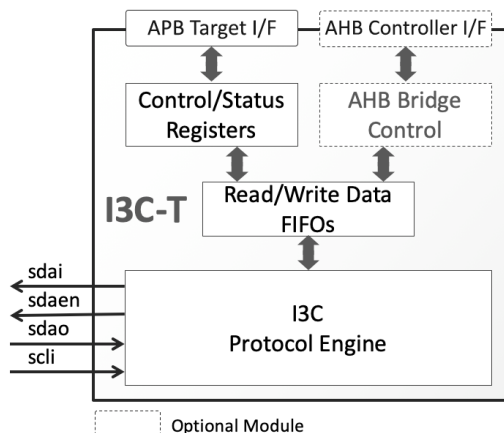 APB Target I/F
AHB Controller I/F
Control/Status
Registers
AHB Bridge
Control
I3C-T
Read/Write Data
FIFOs
sdai
sdaen
sdao
scli
I3C
Protocol Engine
Optional Module